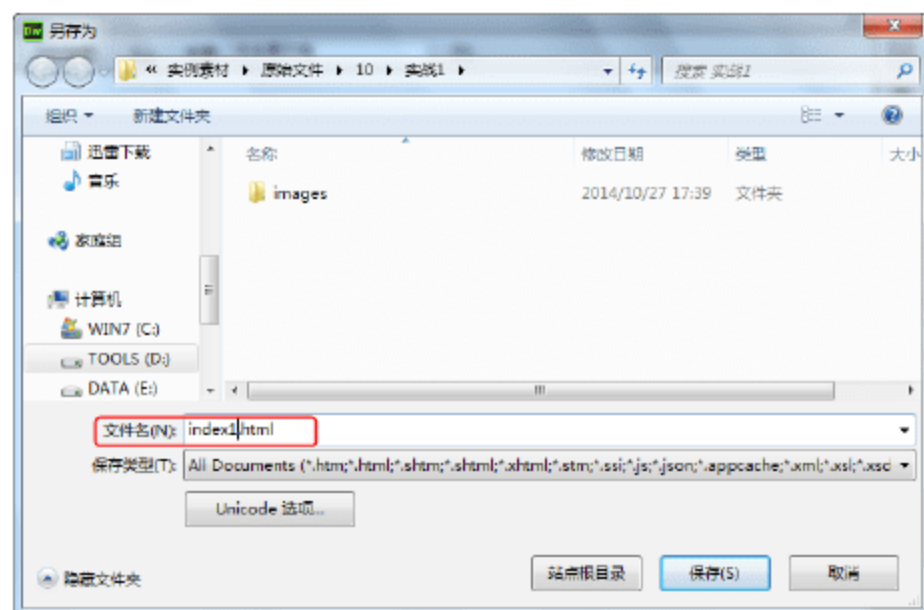 Dw 另存为
« 实例素材 ▸ 原始文件 ▸ 10 ▸ 实战1 ▸
搜索 实战1
组织 新建文件夹
迅雷下载
音乐
家庭组
计算机
WIN7 (C:)
TOOLS (D:)
DATA (E:)
名称 修改日期 类型 大小
images 2014/10/27 17:39 文件夹
文件名(N): index1.html
保存类型(T): All Documents (*.htm;*.html;*.shtm;*.shtml;*.xhtml;*.stm;*.ssi;*.js;*.json;*.appcache;*.xml;*.xsl;*.xsd
Unicode 选项...
隐藏文件夹
站点根目录 保存(S) 取消